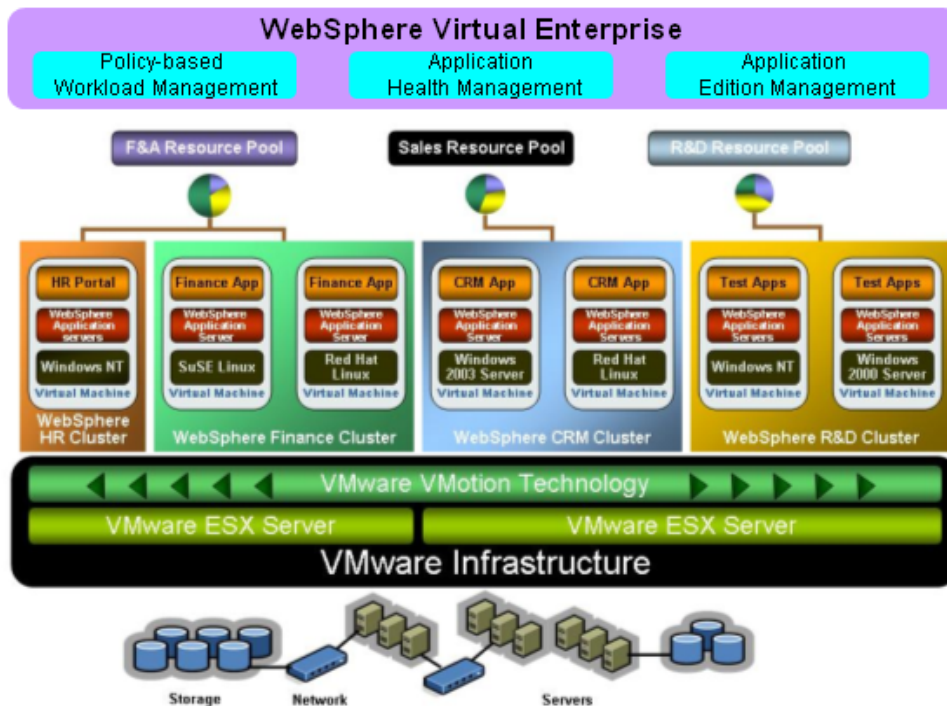 WebSphere Virtual Enterprise
Policy-based
Workload Management
Application
Health Management
Application
Edition Management
F&A Resource Pool
Sales Resource Pool
R&D Resource Pool
HR Portal
WebSphere
Application
servers
Windows NT
Virtual Machine
WebSphere
HR Cluster
Finance App
WebSphere
Application
Server
SuSE Linux
Virtual Machine
Finance App
WebSphere
Application
Servers
Red Hat
Linux
Virtual Machine
WebSphere Finance Cluster
CRM App
WebSphere
Application
Servers
Windows
2003 Server
Virtual Machine
CRM App
WebSphere
Application
Servers
Red Hat
Linux
Virtual Machine
WebSphere CRM Cluster
Test Apps
WebSphere
Application
Servers
Windows NT
Virtual Machine
Test Apps
WebSphere
Application
Servers
Windows
2000 Server
Virtual Machine
WebSphere R&D Cluster
VMware VMotion Technology
VMware ESX Server
VMware ESX Server
VMware Infrastructure
Storage
Network
Servers